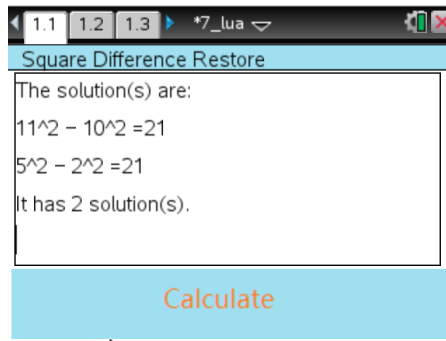 1.1 1.2 1.3 *7_lua
Square Difference Restore
The solution(s) are:
11^2 – 10^2 =21
5^2 – 2^2 =21
It has 2 solution(s).
Calculate